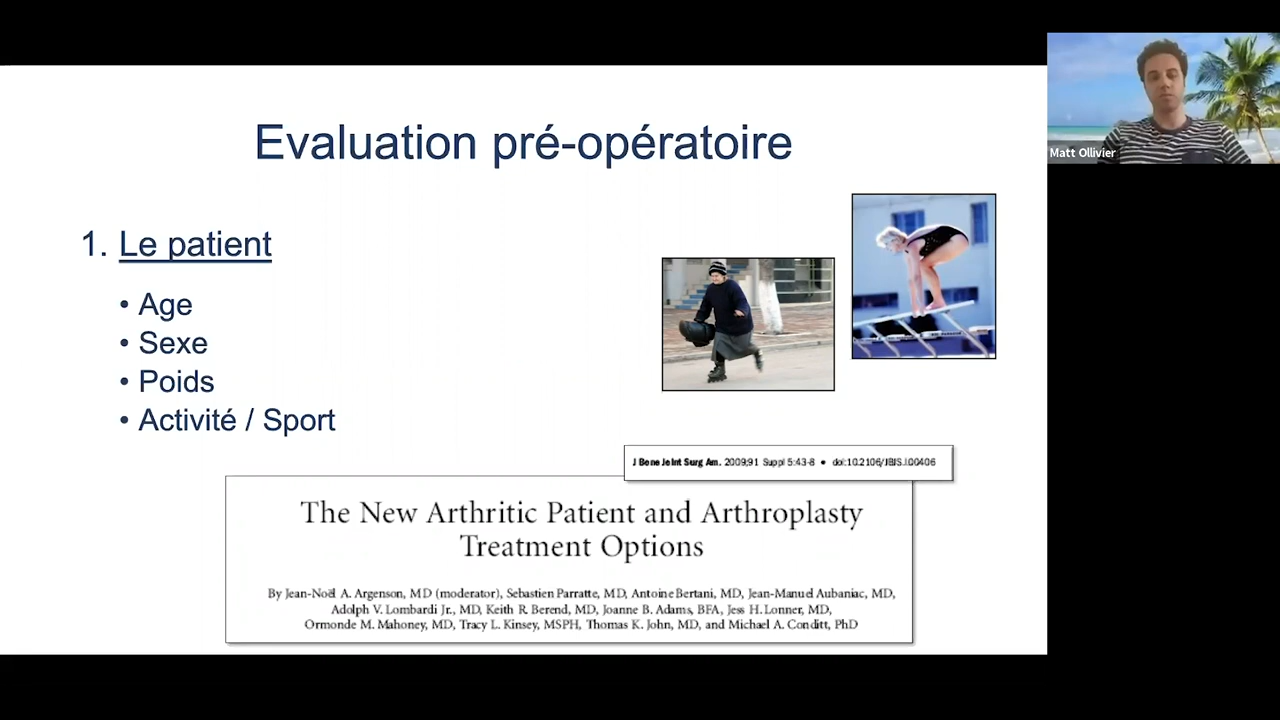 Evaluation pré-opératoire
Matt Ollivier
1. Le patient
• Age
• Sexe
• Poids
• Activité / Sport
J Bone Joint Surg Am. 2009;91 Suppl 5:43-8 • doi:10.2106/JBJS.I.00406
The New Arthritic Patient and Arthroplasty
Treatment Options
By Jean-Noël A. Argenson, MD (moderator), Sebastien Parratte, MD, Antoine Bertani, MD, Jean-Manuel Aubaniac, MD,
Adolph V. Lombardi Jr., MD, Keith R. Berend, MD, Joanne B. Adams, BFA, Jess H. Lonner, MD,
Ormonde M. Mahoney, MD, Tracy L. Kinsey, MSPH, Thomas K. John, MD, and Michael A. Conditt, PhD